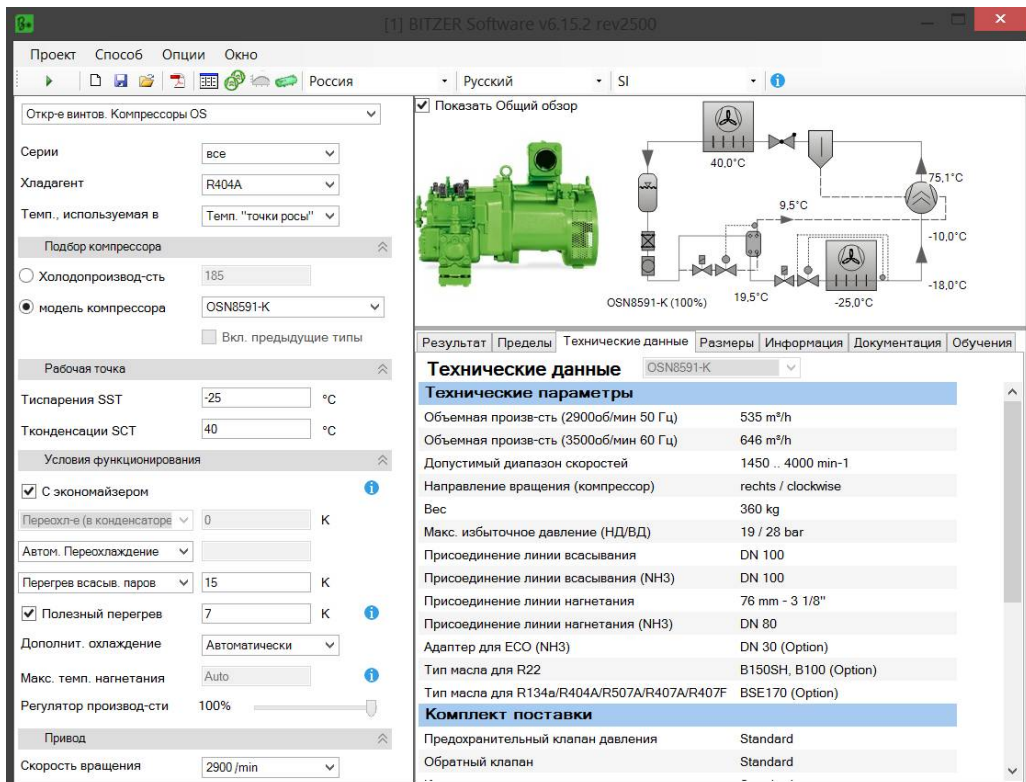 [1] BITZER Software v6.15.2 rev2500
Проект Способ Опции Окно
Россия Русский SI
Откр-е винтов. Компрессоры OS
Серии все
Хладагент R404A
Темп., используемая в Темп. "точки росы"
Подбор компрессора
Холодопроизвод-сть 185
модель компрессора OSN8591-K
Вкл. предыдущие типы
Рабочая точка
Tиспарения SST -25 °C
Tконденсации SCT 40 °C
Условия функционирования
С экономайзером
Переохл-е (в конденсаторе 0 K
Автом. Переохлаждение
Перегрев всасыв. паров 15 K
Полезный перегрев 7 K
Дополнит. охлаждение Автоматически
Макс. темп. нагнетания Auto
Регулятор производ-сти 100%
Привод
Скорость вращения 2900 /min
Показать Общий обзор
40,0°C
75,1°C
9,5°C
-10,0°C
-18,0°C
OSN8591-K (100%) 19,5°C -25,0°C
Результат Пределы Технические данные Размеры Информация Документация Обучения
Технические данные OSN8591-K
Технические параметры
Объемная произв-сть (2900об/мин 50 Гц) 535 m³/h
Объемная произв-сть (3500об/мин 60 Гц) 646 m³/h
Допустимый диапазон скоростей 1450 .. 4000 min-1
Направление вращения (компрессор) rechts / clockwise
Вес 360 kg
Макс. избыточное давление (НД/ВД) 19 / 28 bar
Присоединение линии всасывания DN 100
Присоединение линии всасывания (NH3) DN 100
Присоединение линии нагнетания 76 mm - 3 1/8"
Присоединение линии нагнетания (NH3) DN 80
Адаптер для ECO (NH3) DN 30 (Option)
Тип масла для R22 B150SH, B100 (Option)
Тип масла для R134a/R404A/R507A/R407A/R407F BSE170 (Option)
Комплект поставки
Предохранительный клапан давления Standard
Обратный клапан Standard